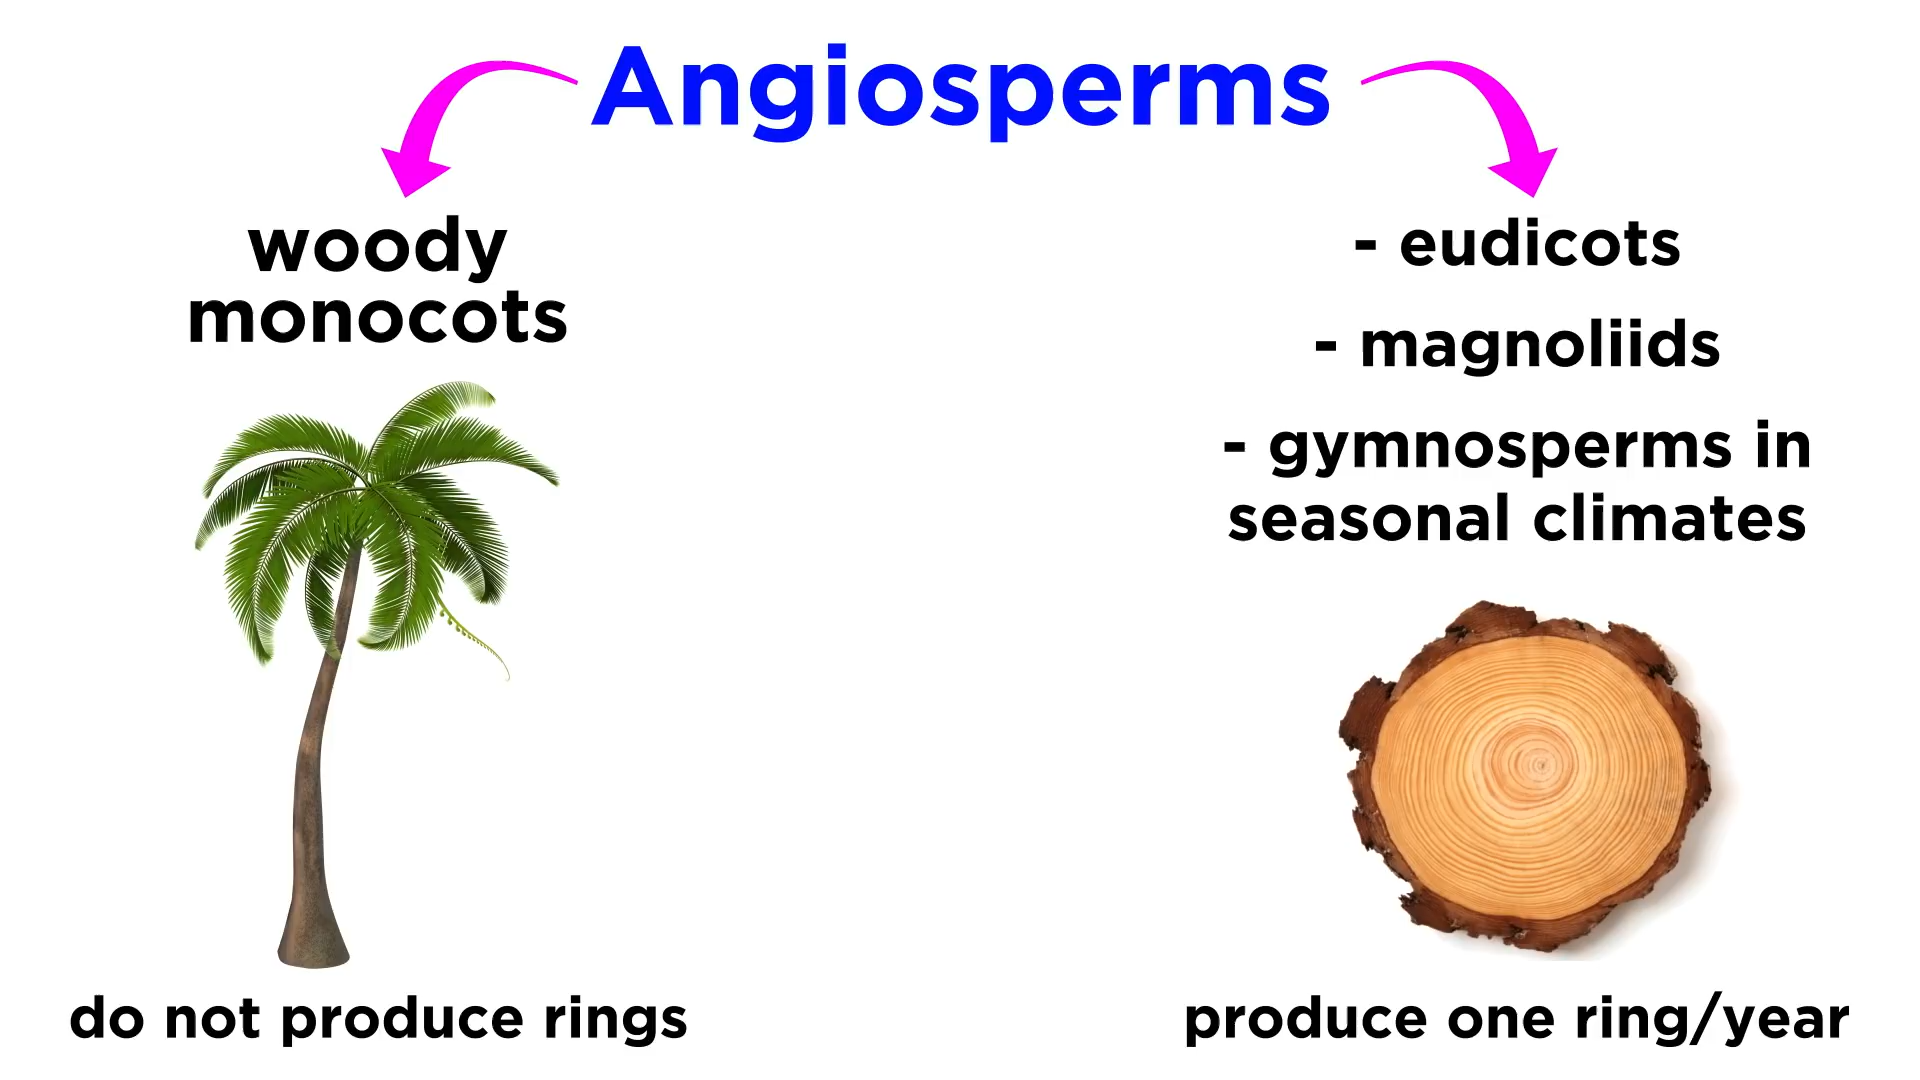 Angiosperms
woody
monocots
do not produce rings
- eudicots
- magnoliids
- gymnosperms in
seasonal climates
produce one ring/year